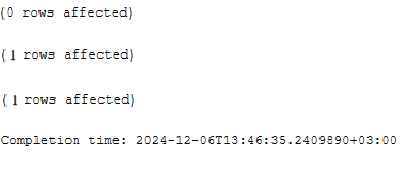 (0 rows affected)
(1 rows affected)
(1 rows affected)
Completion time: 2024-12-06T13:46:35.2409890+03:00